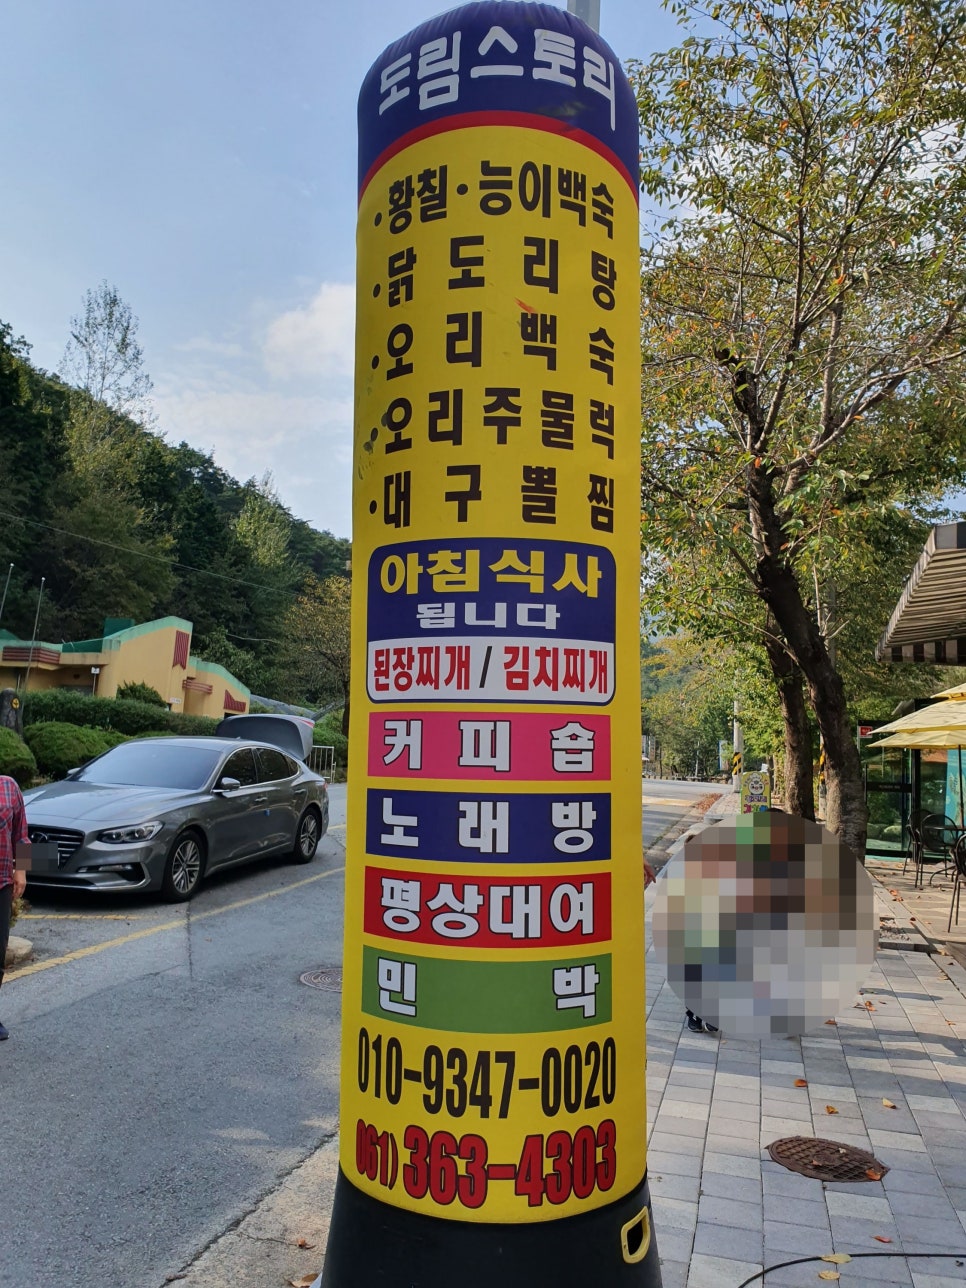 도림스토리
·황칠·능이백숙
·닭도리탕
·오리백숙
·오리주물럭
·대구뽈찜
아침식사
됩니다
된장찌개/김치찌개
커피숍
노래방
평상대여
민박
010-9347-0020
061)363-4303